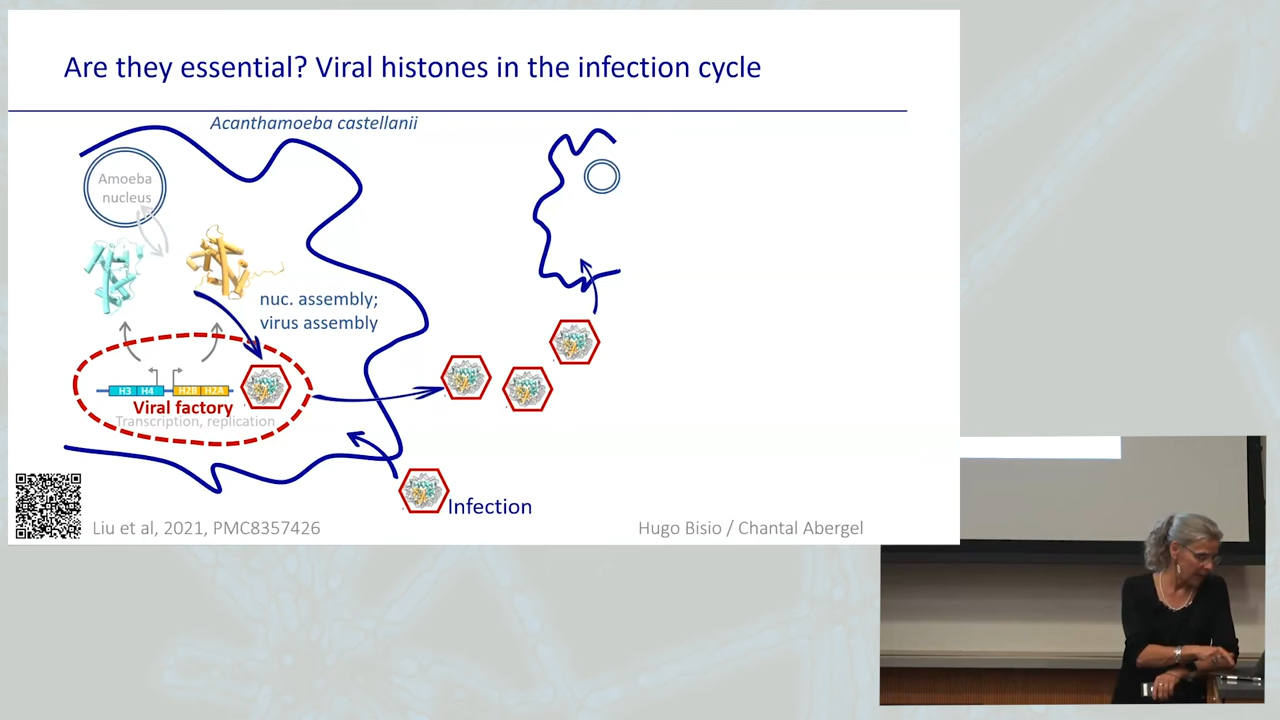 Are they essential? Viral histones in the infection cycle
Acanthamoeba castellanii
Amoeba
nucleus
nuc. assembly;
virus assembly
H3 H4 H2B H2A
Viral factory
Transcription, replication
Infection
Liu et al, 2021, PMC8357426
Hugo Bisio / Chantal Abergel